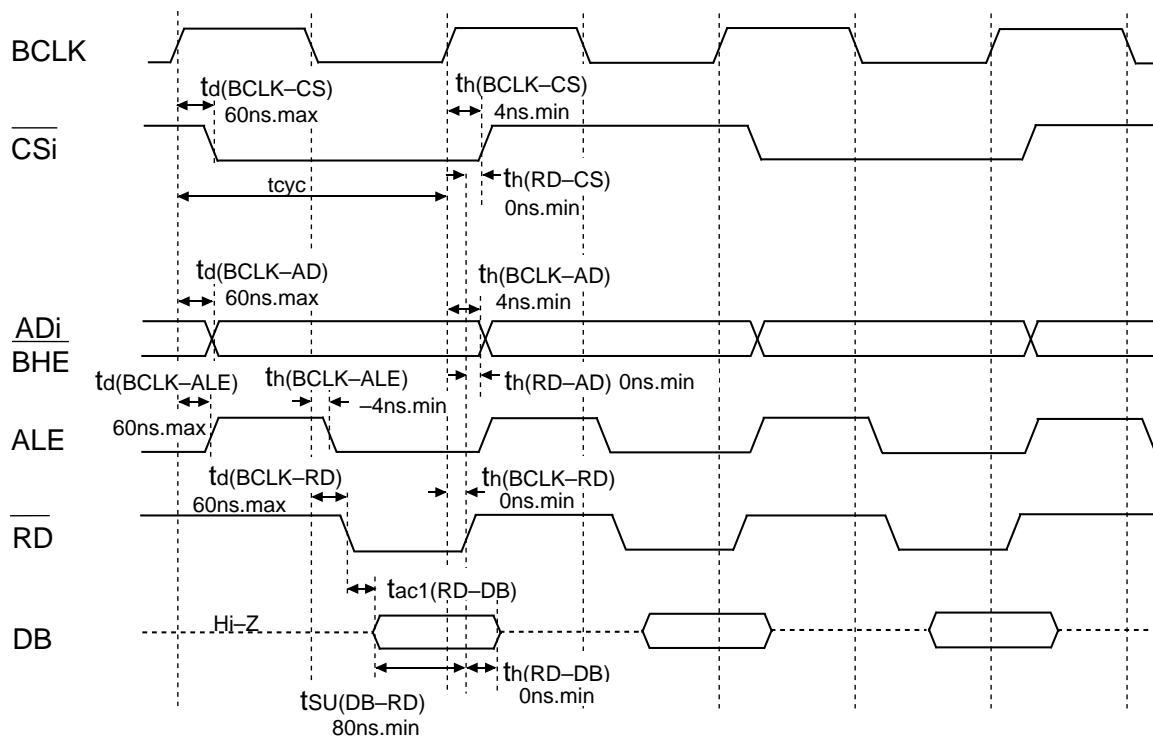 BCLK
td(BCLK–CS)
60ns.max
th(BCLK–CS)
4ns.min
CSi
tcyc
th(RD–CS)
0ns.min
td(BCLK–AD)
60ns.max
th(BCLK–AD)
4ns.min
ADi
BHE
td(BCLK–ALE)
60ns.max
th(BCLK–ALE)
–4ns.min
th(RD–AD) 0ns.min
ALE
td(BCLK–RD)
60ns.max
th(BCLK–RD)
0ns.min
RD
tac1(RD–DB)
Hi–Z
DB
tSU(DB–RD)
80ns.min
th(RD–DB)
0ns.min